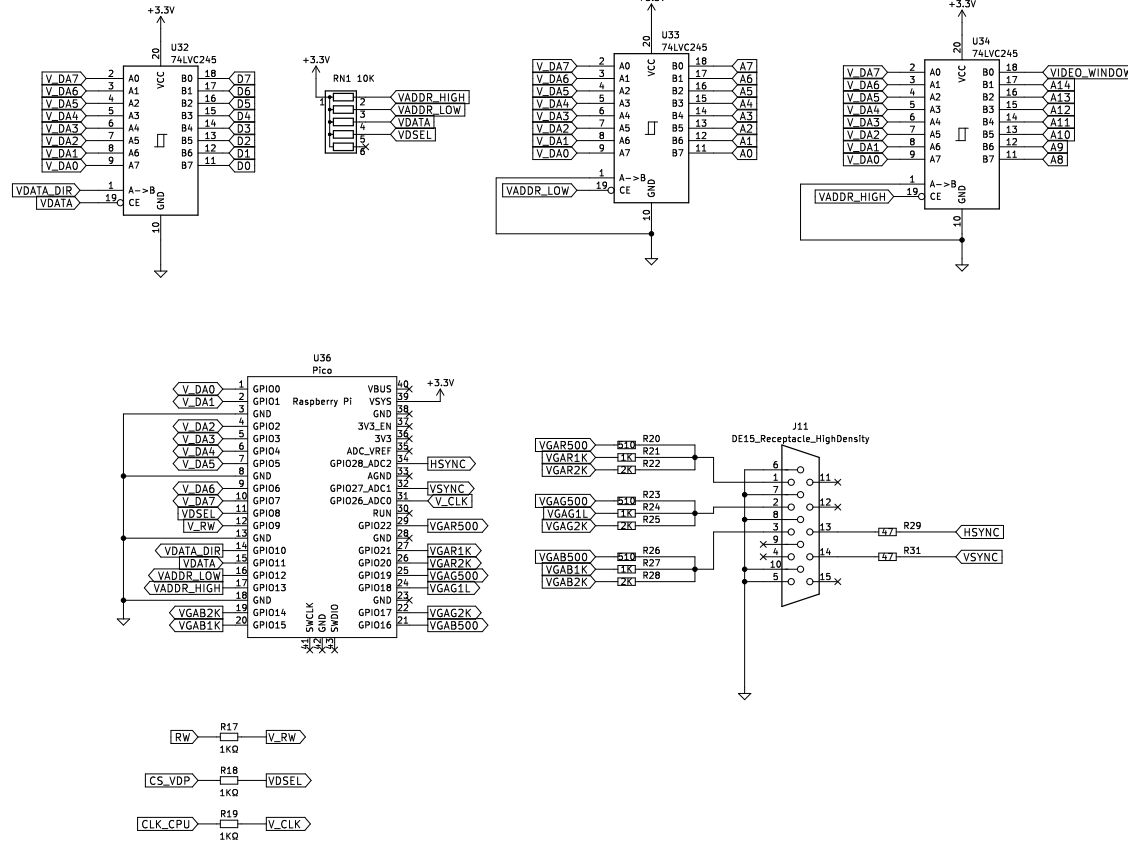 +3.3V
+3.3V
+3.3V
U32
74LVC245
20
VCC
V_DA7 2 A0 B0 18 D7
V_DA6 3 A1 B1 17 D6
V_DA5 4 A2 B2 16 D5
V_DA4 5 A3 B3 15 D4
V_DA3 6 A4 B4 14 D3
V_DA2 7 A5 B5 13 D2
V_DA1 8 A6 B6 12 D1
V_DA0 9 A7 B7 11 D0
VDATA_DIR 1 A->B
VDATA 19 CE
GND
10
+3.3V
RN1 10K
1
2 VADDR_HIGH
3 VADDR_LOW
4 VDATA
5 VDSEL
6
U33
74LVC245
20
VCC
V_DA7 2 A0 B0 18 A7
V_DA6 3 A1 B1 17 A6
V_DA5 4 A2 B2 16 A5
V_DA4 5 A3 B3 15 A4
V_DA3 6 A4 B4 14 A3
V_DA2 7 A5 B5 13 A2
V_DA1 8 A6 B6 12 A1
V_DA0 9 A7 B7 11 A0
1 A->B
VADDR_LOW 19 CE
GND
10
U34
74LVC245
20
VCC
V_DA7 2 A0 B0 18 VIDEO_WINDOW
V_DA6 3 A1 B1 17 A14
V_DA5 4 A2 B2 16 A13
V_DA4 5 A3 B3 15 A12
V_DA3 6 A4 B4 14 A11
V_DA2 7 A5 B5 13 A10
V_DA1 8 A6 B6 12 A9
V_DA0 9 A7 B7 11 A8
1 A->B
VADDR_HIGH 19 CE
GND
10
U36
Pico
Raspberry Pi
+3.3V
V_DA0 1 GPIO0 VBUS 40
V_DA1 2 GPIO1 VSYS 39
3 GND GND 38
V_DA2 4 GPIO2 3V3_EN 37
V_DA3 5 GPIO3 3V3 36
V_DA4 6 GPIO4 ADC_VREF 35
V_DA5 7 GPIO5 GPIO28_ADC2 34 HSYNC
8 GND AGND 33
V_DA6 9 GPIO6 GPIO27_ADC1 32 VSYNC
V_DA7 10 GPIO7 GPIO26_ADC0 31 V_CLK
VDSEL 11 GPIO8 RUN 30
V_RW 12 GPIO9 GPIO22 29 VGAR500
13 GND GND 28
VDATA_DIR 14 GPIO10 GPIO21 27 VGAR1K
VDATA 15 GPIO11 GPIO20 26 VGAR2K
VADDR_LOW 16 GPIO12 GPIO19 25 VGAG500
VADDR_HIGH 17 GPIO13 GPIO18 24 VGAG1L
18 GND GND 23
VGAB2K 19 GPIO14 GPIO17 22 VGAG2K
VGAB1K 20 GPIO15 GPIO16 21 VGAB500
SWCLK GND SWDIO
41 42 43
VGAR500 510 R20
VGAR1K 1K R21
VGAR2K 2K R22
VGAG500 510 R23
VGAG1L 1K R24
VGAG2K 2K R25
VGAB500 510 R26
VGAB1K 1K R27
VGAB2K 2K R28
J11
DE15_Receptacle_HighDensity
6
1 11
7
2 12
8
3 13
9
4 14
10
5 15
47 R29 HSYNC
47 R31 VSYNC
R17
RW V_RW
1KΩ
R18
CS_VDP VDSEL
1KΩ
R19
CLK_CPU V_CLK
1KΩ